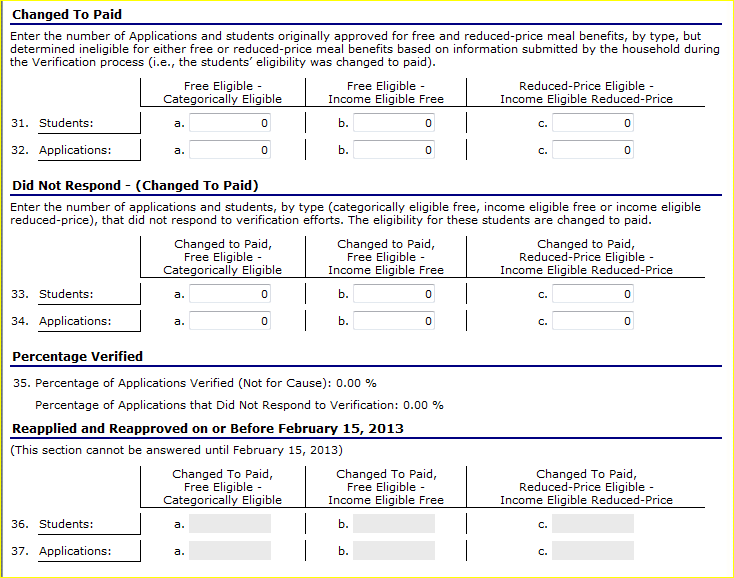 Changed To Paid
Enter the number of Applications and students originally approved for free and reduced-price meal benefits, by type, but
determined ineligible for either free or reduced-price meal benefits based on information submitted by the household during
the Verification process (i.e., the students' eligibility was changed to paid).
Free Eligible - Free Eligible - Reduced-Price Eligible -
Categorically Eligible Income Eligible Free Income Eligible Reduced-Price
31. Students: a. 0 b. 0 c. 0
32. Applications: a. 0 b. 0 c. 0
Did Not Respond - (Changed To Paid)
Enter the number of applications and students, by type (categorically eligible free, income eligible free or income eligible
reduced-price), that did not respond to verification efforts. The eligibility for these students are changed to paid.
Changed to Paid, Changed to Paid, Changed to Paid,
Free Eligible - Free Eligible - Reduced-Price Eligible -
Categorically Eligible Income Eligible Free Income Eligible Reduced-Price
33. Students: a. 0 b. 0 c. 0
34. Applications: a. 0 b. 0 c. 0
Percentage Verified
35. Percentage of Applications Verified (Not for Cause): 0.00 %
Percentage of Applications that Did Not Respond to Verification: 0.00 %
Reapplied and Reapproved on or Before February 15, 2013
(This section cannot be answered until February 15, 2013)
Changed To Paid, Changed To Paid, Changed To Paid,
Free Eligible - Free Eligible - Reduced-Price Eligible -
Categorically Eligible Income Eligible Free Income Eligible Reduced-Price
36. Students: a. b. c.
37. Applications: a. b. c.